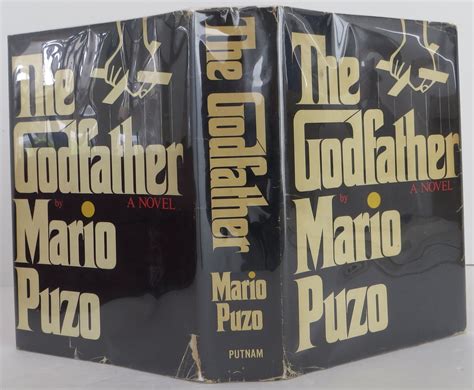 The
Godfather
by
A NOVEL
Mario
Puzo
The Godfather
Mario
Puzo
PUTNAM
The
Godfather
by
A NOVEL
Mario
Puzo